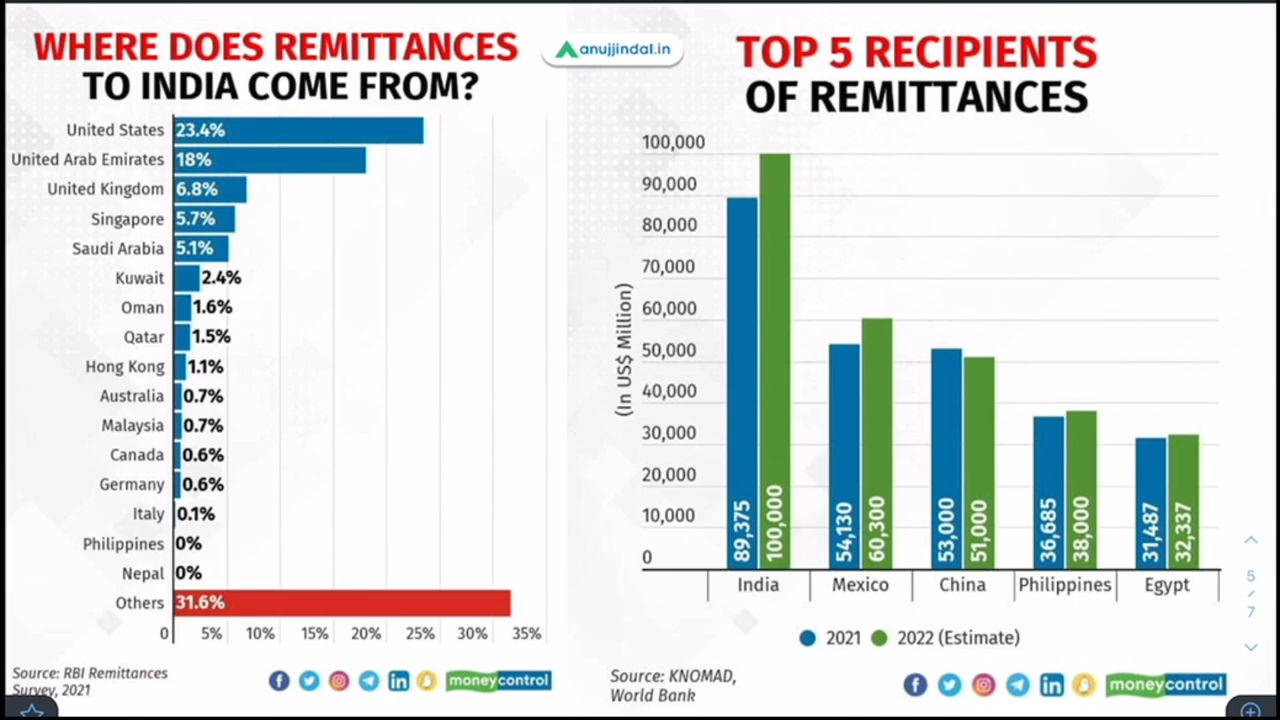 WHERE DOES REMITTANCES
TO INDIA COME FROM?
United States 23.4%
United Arab Emirates 18%
United Kingdom 6.8%
Singapore 5.7%
Saudi Arabia 5.1%
Kuwait 2.4%
Oman 1.6%
Qatar 1.5%
Hong Kong 1.1%
Australia 0.7%
Malaysia 0.7%
Canada 0.6%
Germany 0.6%
Italy 0.1%
Philippines 0%
Nepal 0%
Others 31.6%
0 5% 10% 15% 20% 25% 30% 35%
Source: RBI Remittances
Survey, 2021
moneycontrol
anujjindal.in
TOP 5 RECIPIENTS
OF REMITTANCES
(In US$ Million)
100,000
90,000
80,000
70,000
60,000
50,000
40,000
30,000
20,000
10,000
0
89,375
100,000
54,130
60,300
53,000
51,000
36,685
38,000
31,487
32,337
India Mexico China Philippines Egypt
2021 2022 (Estimate)
Source: KNOMAD,
World Bank
moneycontrol
5
/
7